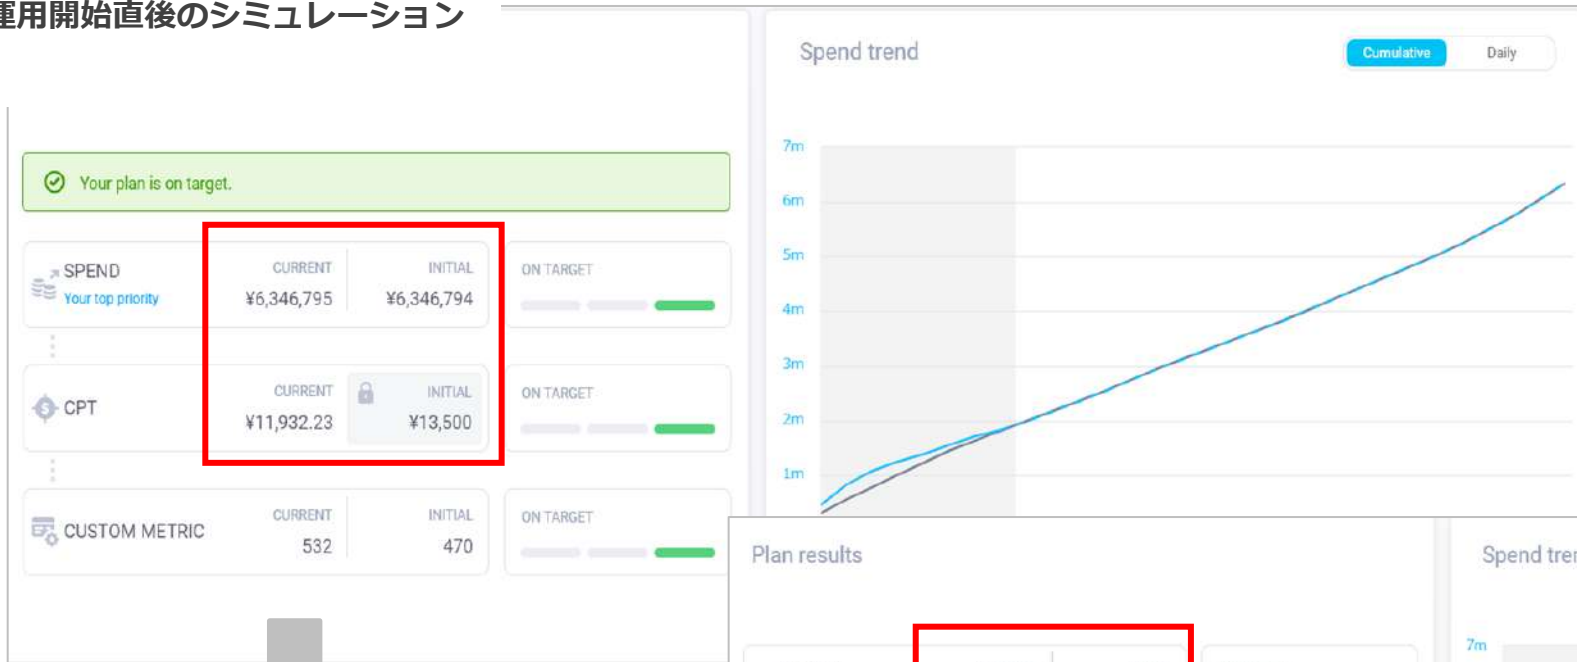 運用開始直後のシミュレーション
Your plan is on target.
SPEND
Your top priority
CURRENT
¥6,346,795
INITIAL
¥6,346,794
ON TARGET
CPT
CURRENT
¥11,932.23
INITIAL
¥13,500
ON TARGET
CUSTOM METRIC
CURRENT
532
INITIAL
470
ON TARGET
Spend trend
Cumulative
Daily
7m
6m
5m
4m
3m
2m
1m
Plan results
Spend tre
7m